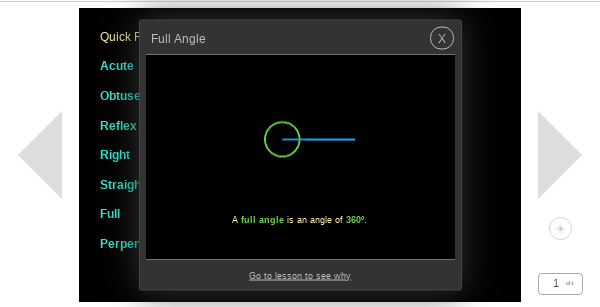 Quick
Full Angle
X
Acute
Obtuse
Reflex
Right
Straigh
Full
Perper
A full angle is an angle of 360º.
Go to lesson to see why
1 of 1